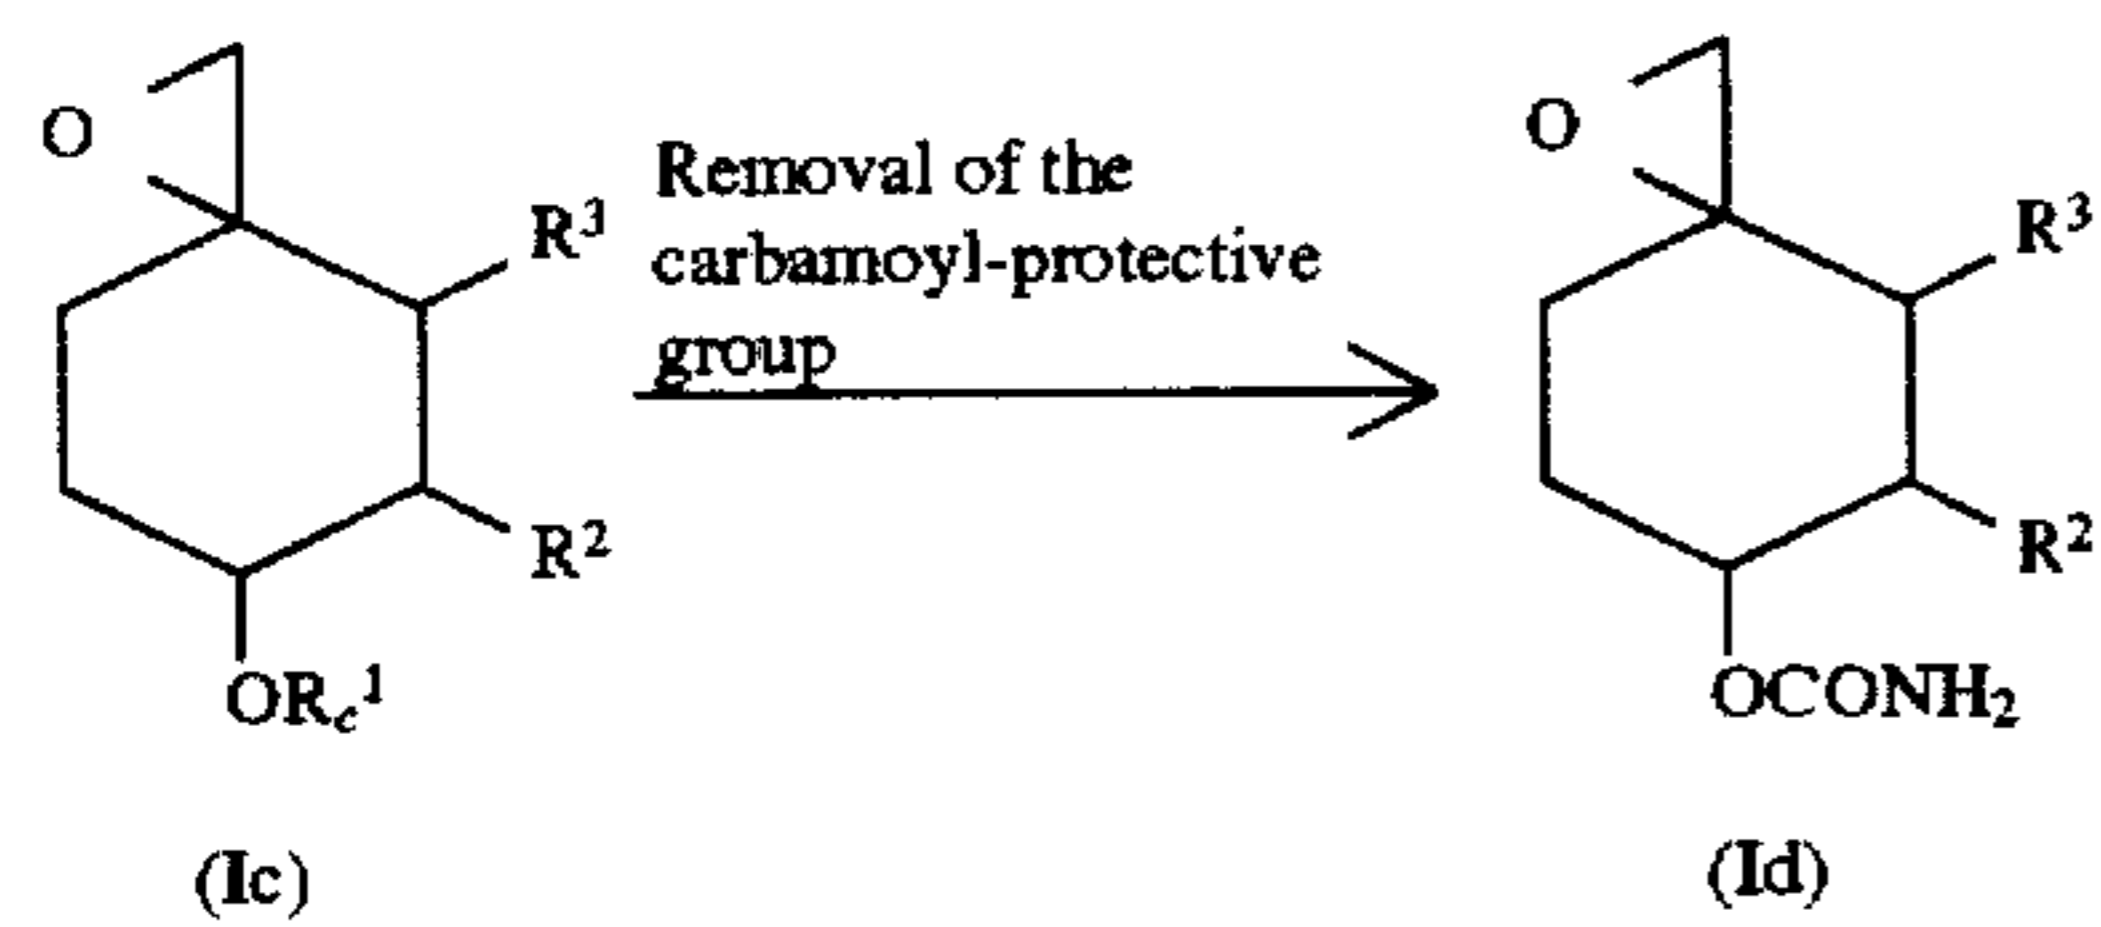 O
R³
R²
ORc¹
(Ic)
Removal of the
carbamoyl-protective
group
O
R³
R²
OCONH₂
(Id)